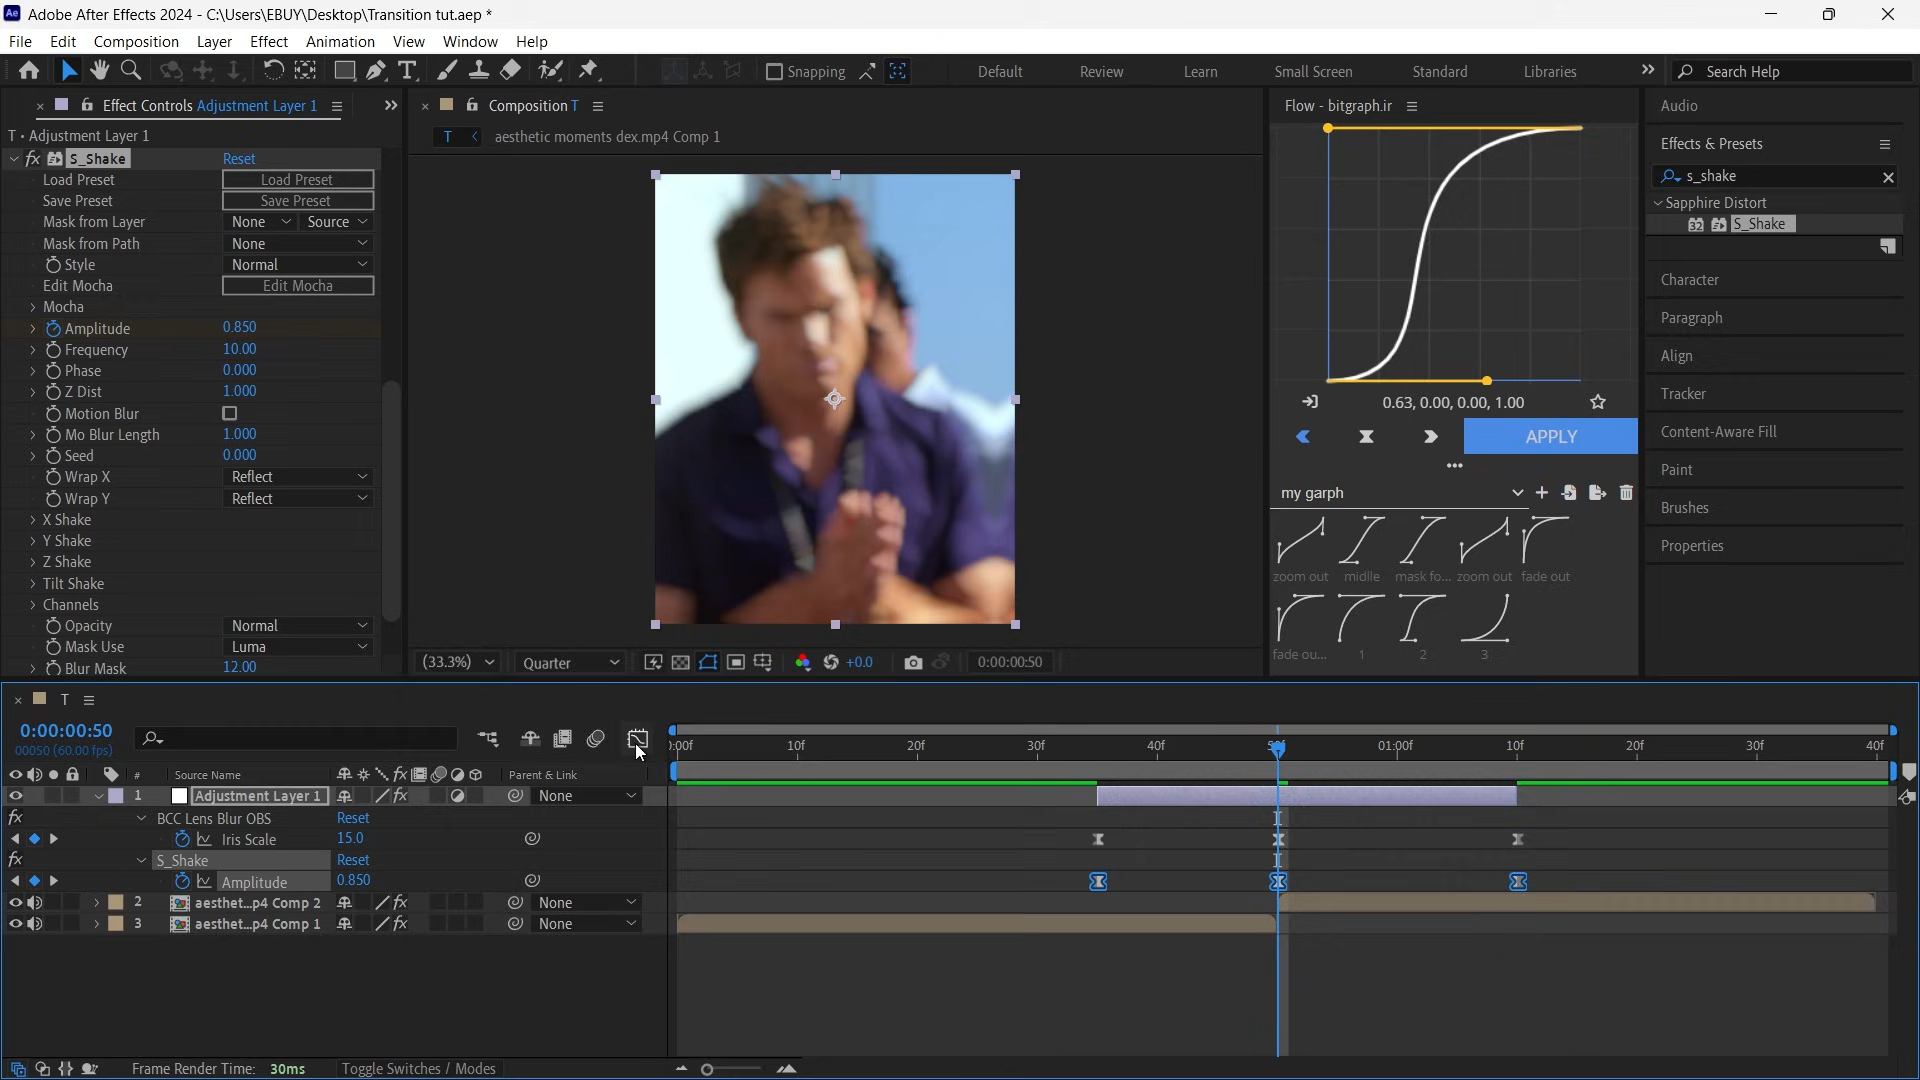 Adobe After Effects 2024 - C:\Users\EBUY\Desktop\Transition tut.aep *
File Edit Composition Layer Effect Animation View Window Help
Snapping Default Review Learn Small Screen Standard Libraries Search Help
Effect Controls Adjustment Layer 1
T • Adjustment Layer 1
fx S_Shake Reset
Load Preset Load Preset
Save Preset Save Preset
Mask from Layer None Source
Mask from Path None
Style Normal
Edit Mocha Edit Mocha
Mocha
Amplitude 0.850
Frequency 10.00
Phase 0.000
Z Dist 1.000
Motion Blur
Mo Blur Length 1.000
Seed 0.000
Wrap X Reflect
Wrap Y Reflect
X Shake
Y Shake
Z Shake
Tilt Shake
Channels
Opacity Normal
Mask Use Luma
Blur Mask 12.00
Composition T
T aesthetic moments dex.mp4 Comp 1
(33.3%) Quarter +0.0 0:00:00:50
Flow - bitgraph.ir
0.63, 0.00, 0.00, 1.00
APPLY
my garph
zoom out midlle mask fo... zoom out fade out
fade ou... 1 2 3
Audio
Effects & Presets
s_shake
Sapphire Distort
32 S_Shake
Character
Paragraph
Align
Tracker
Content-Aware Fill
Paint
Brushes
Properties
T
0:00:00:50
00050 (60.00 fps)
):00f 10f 20f 30f 40f 50f 01:00f 10f 20f 30f 40f
# Source Name fx Parent & Link
1 Adjustment Layer 1 fx None
fx BCC Lens Blur OBS Reset
Iris Scale 15.0
fx S_Shake Reset
Amplitude 0.850
2 aesthet...p4 Comp 2 fx None
3 aesthet...p4 Comp 1 fx None
Frame Render Time: 30ms Toggle Switches / Modes